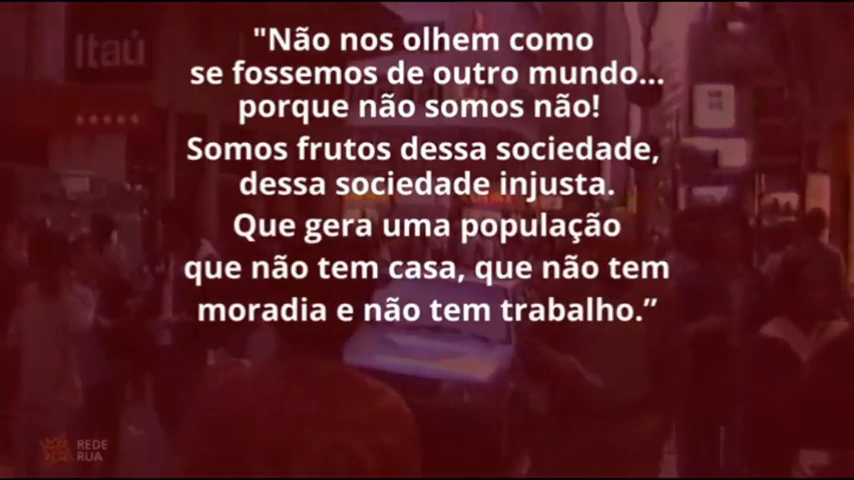 Itaú
"Não nos olhem como
se fossemos de outro mundo...
porque não somos não!
Somos frutos dessa sociedade,
dessa sociedade injusta.
Que gera uma população
que não tem casa, que não tem
moradia e não tem trabalho.”
REDE
RUA